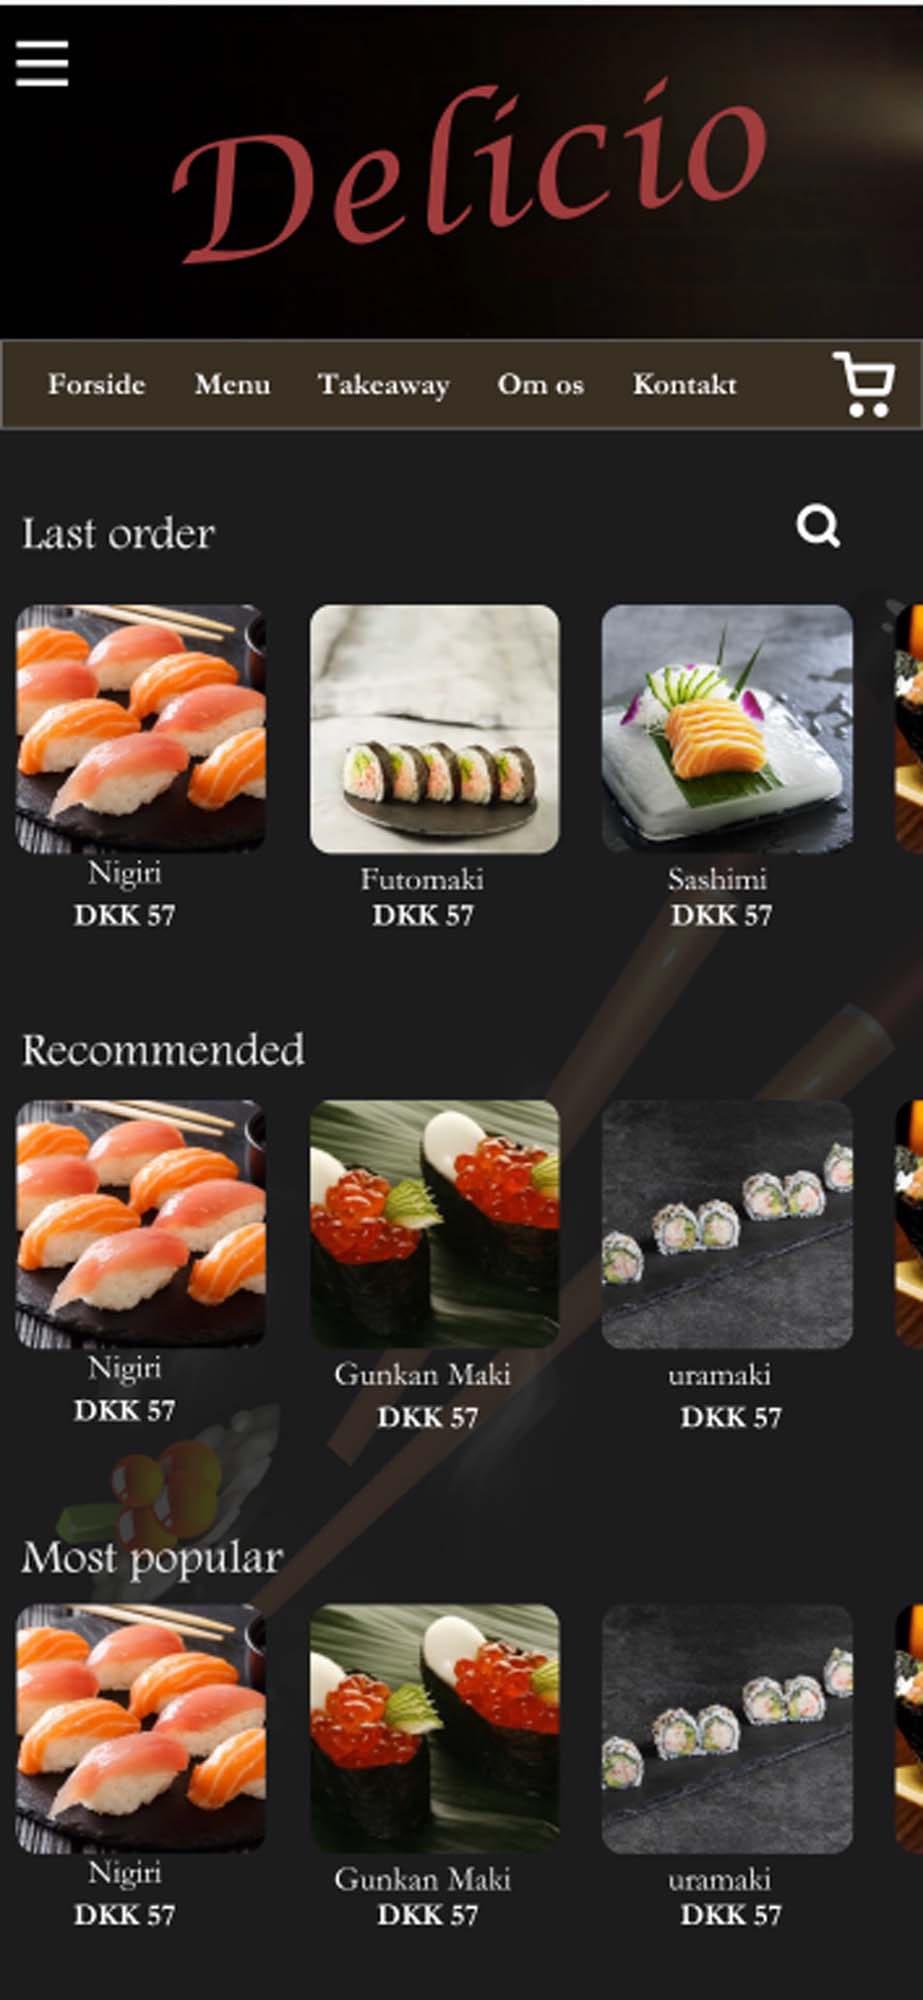 Delicio
Forside Menu Takeaway Om os Kontakt
Last order
Nigiri Futomaki Sashimi
DKK 57 DKK 57 DKK 57
Recommended
Nigiri Gunkan Maki uramaki
DKK 57 DKK 57 DKK 57
Most popular
Nigiri Gunkan Maki uramaki
DKK 57 DKK 57 DKK 57